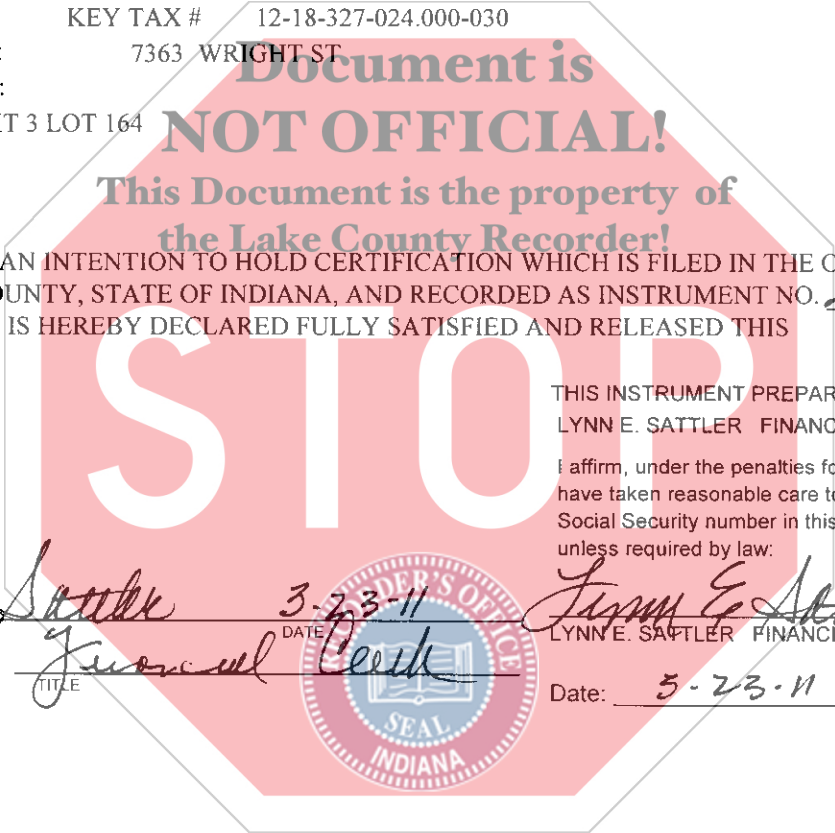 KEY TAX # 12-18-327-024.000-030
: 7363 WRIGHT ST
:
T 3 LOT 164
Document is
NOT OFFICIAL!
This Document is the property of
the Lake County Recorder!
AN INTENTION TO HOLD CERTIFICATION WHICH IS FILED IN THE
UNTY, STATE OF INDIANA, AND RECORDED AS INSTRUMENT NO.
IS HEREBY DECLARED FULLY SATISFIED AND RELEASED THIS
STOP
THIS INSTRUMENT PREPAR
LYNN E. SATTLER FINANC
I affirm, under the penalties fo
have taken reasonable care to
Social Security number in this
unless required by law:
Sattler 3-23-11
DATE
Financial Clerk
TITLE
Lynn E Sat
LYNN E. SATTLER FINANCI
Date: 3-23-11
RECORDER'S OFFICE
SEAL
INDIANA